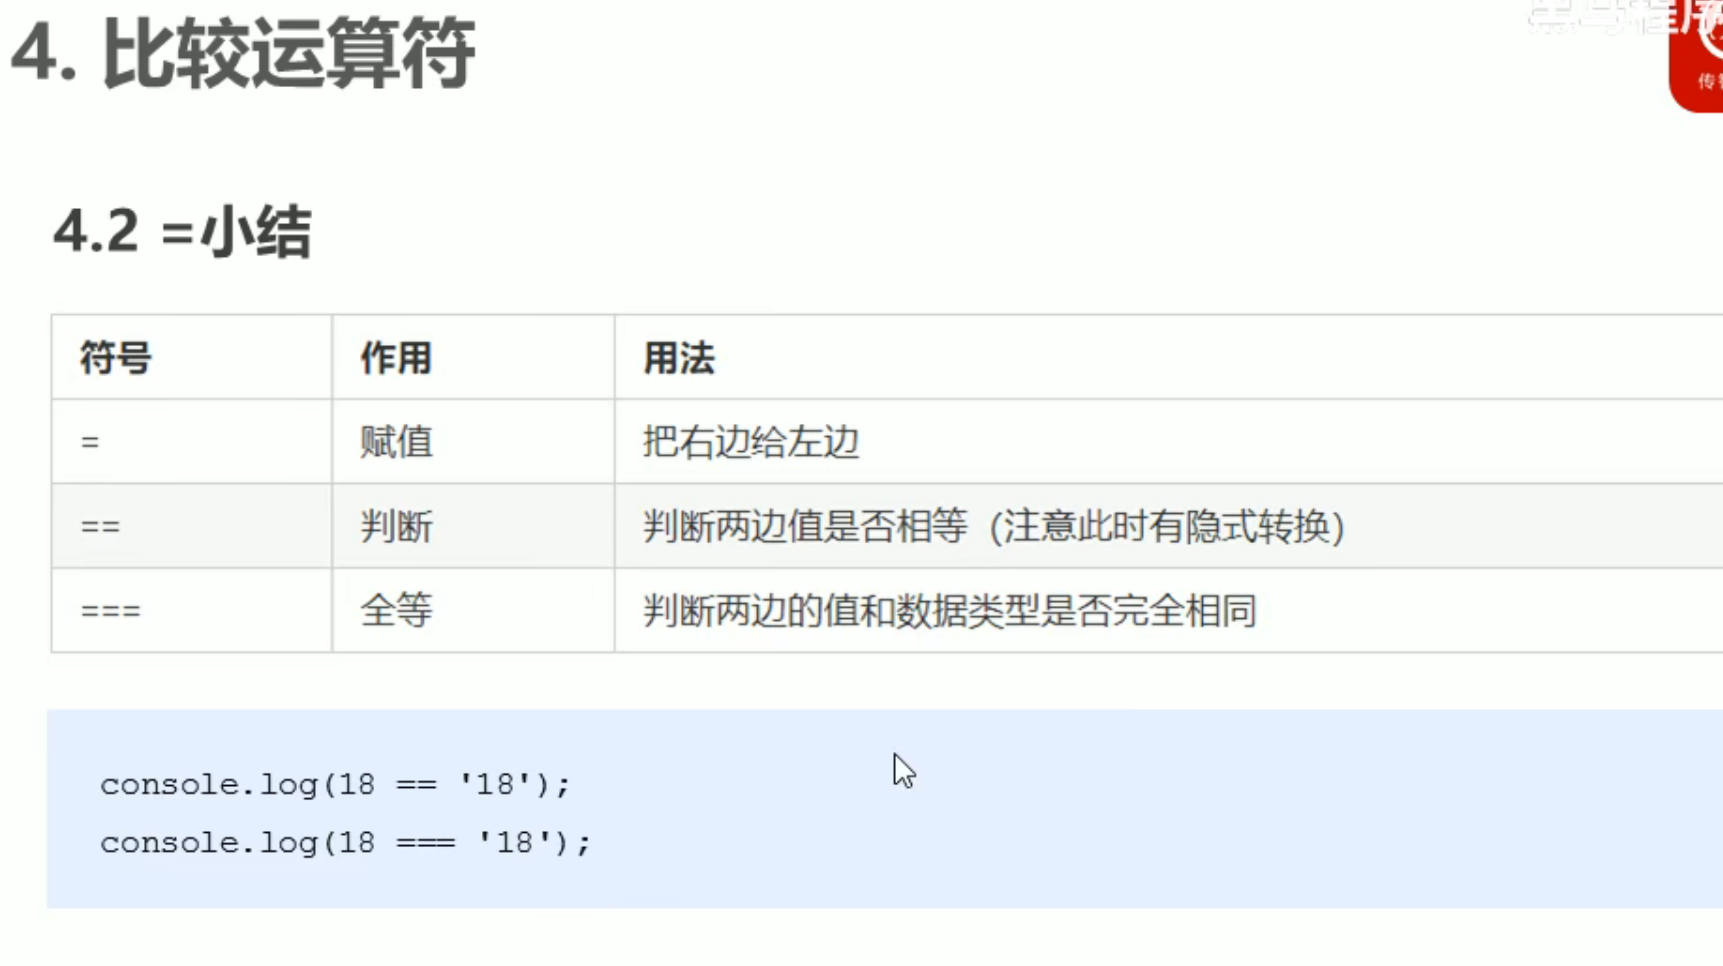 4. 比较运算符
4.2 =小结
符号 作用 用法
= 赋值 把右边给左边
== 判断 判断两边值是否相等（注意此时有隐式转换）
=== 全等 判断两边的值和数据类型是否完全相同
console.log(18 == '18');
console.log(18 === '18');